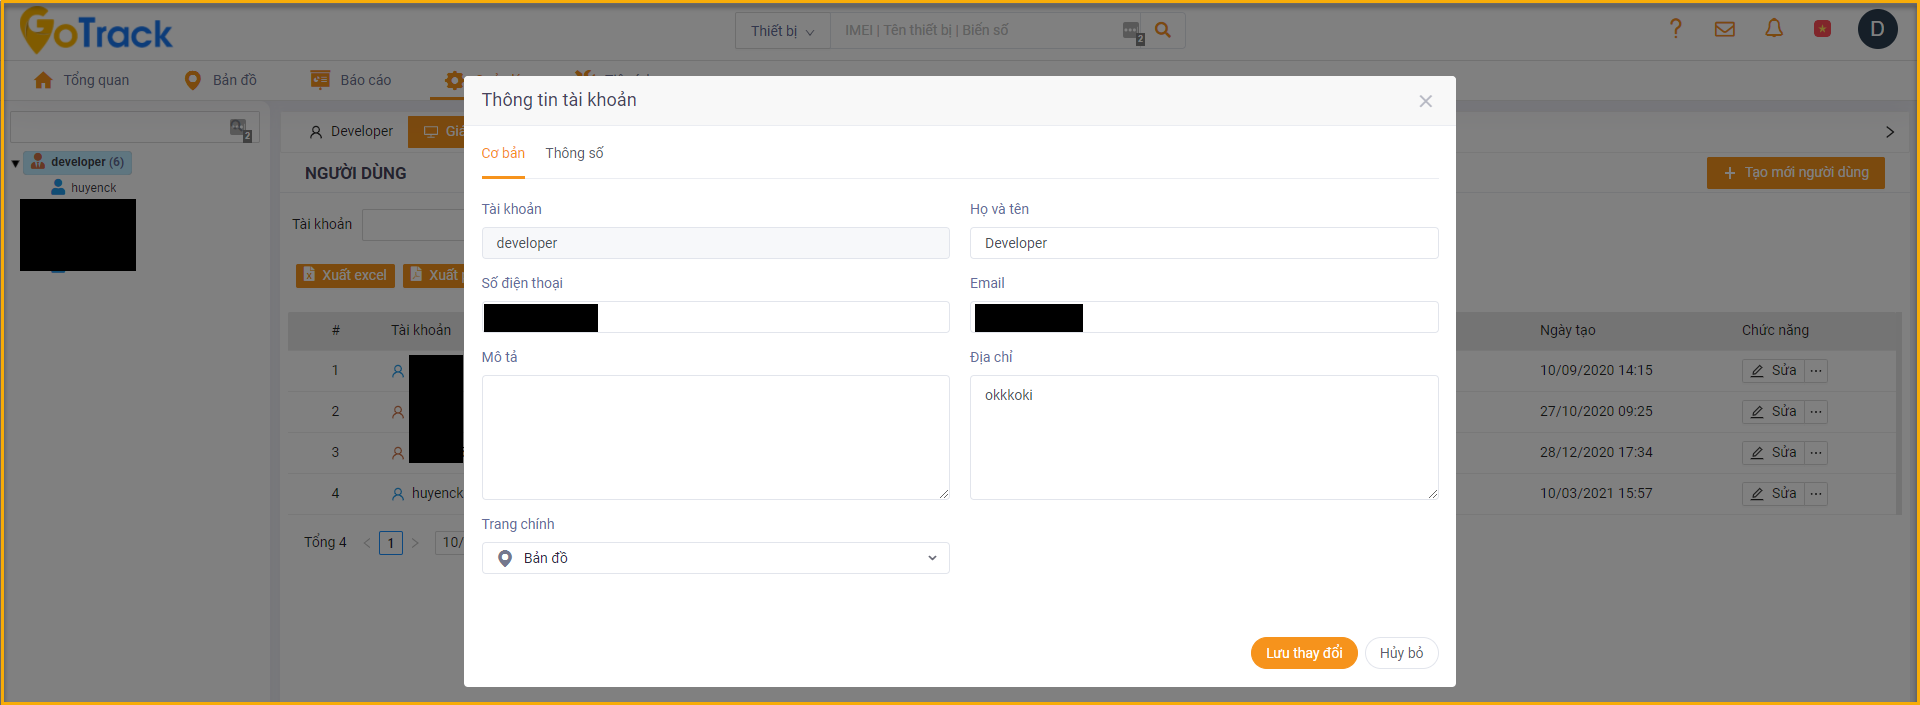 GoTrack
Thiết bị
IMEI | Tên thiết bị | Biển số
2
D
Tổng quan
Bản đồ
Báo cáo
2
developer (6)
huyenck
Developer
NGƯỜI DÙNG
Tạo mới người dùng
Tài khoản
Xuất excel
Xuất
# Tài khoản Ngày tạo Chức năng
1 10/09/2020 14:15 Sửa ...
2 27/10/2020 09:25 Sửa ...
3 28/12/2020 17:34 Sửa ...
4 huyenck 10/03/2021 15:57 Sửa ...
Tổng 4 < 1 > 10/
Thông tin tài khoản
Cơ bản Thông số
Tài khoản Họ và tên
developer Developer
Số điện thoại Email
Mô tả Địa chỉ
okkkoki
Trang chính
Bản đồ
Lưu thay đổi Hủy bỏ